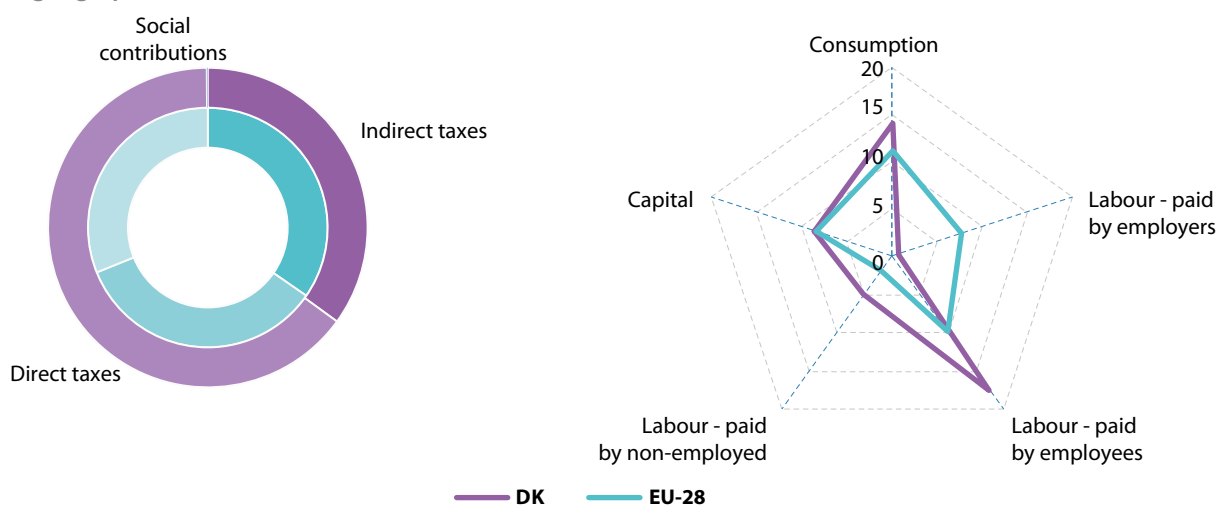 Social
contributions
Indirect taxes
Direct taxes
Consumption
20
15
10
5
0
Capital
Labour - paid
by employers
Labour - paid
by non-employed
Labour - paid
by employees
DK
EU-28